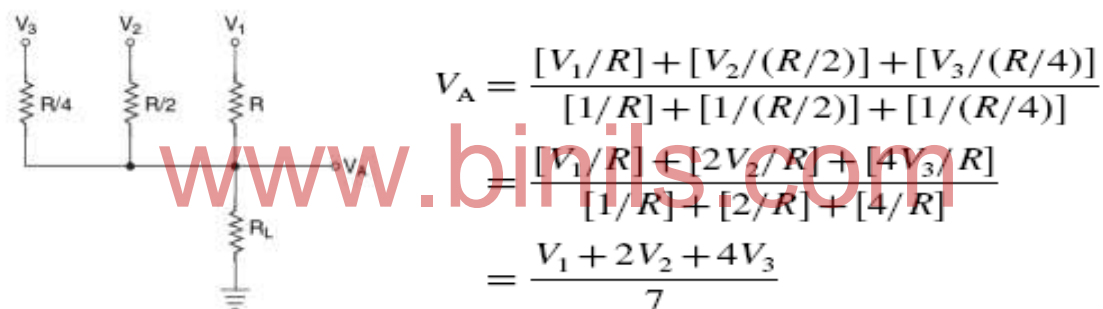 V3 V2 V1
R/4 R/2 R
VA
RL
VA = [V1/R] + [V2/(R/2)] + [V3/(R/4)] / [1/R] + [1/(R/2)] + [1/(R/4)]
= [V1/R] + [2V2/R] + [4V3/R] / [1/R] + [2/R] + [4/R]
= V1 + 2V2 + 4V3 / 7
www.binils.com